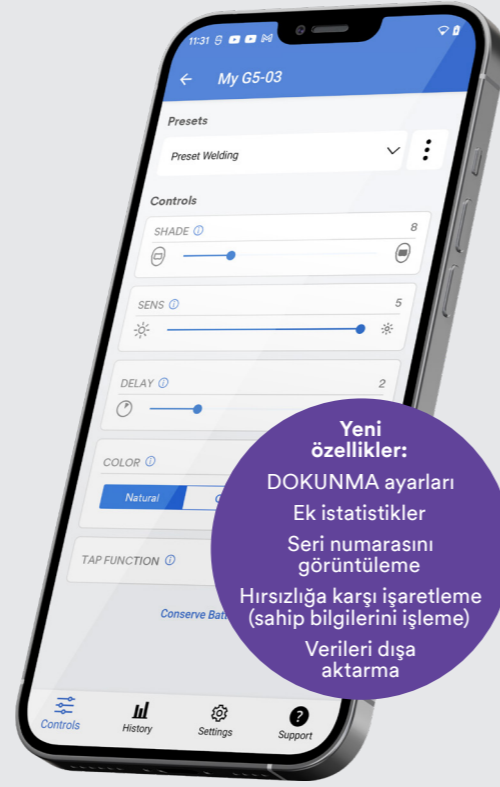 11:31
My G5-03
Presets
Preset Welding
Controls
SHADE
8
SENS
5
DELAY
2
COLOR
Natural
TAP FUNCTION
Conserve
Controls
History
Settings
Support
Yeni
özellikler:
DOKUNMA ayarları
Ek istatistikler
Seri numarasını
görüntüleme
Hırsızlığa karşı işaretleme
(sahip bilgilerini işleme)
Verileri dışa
aktarma